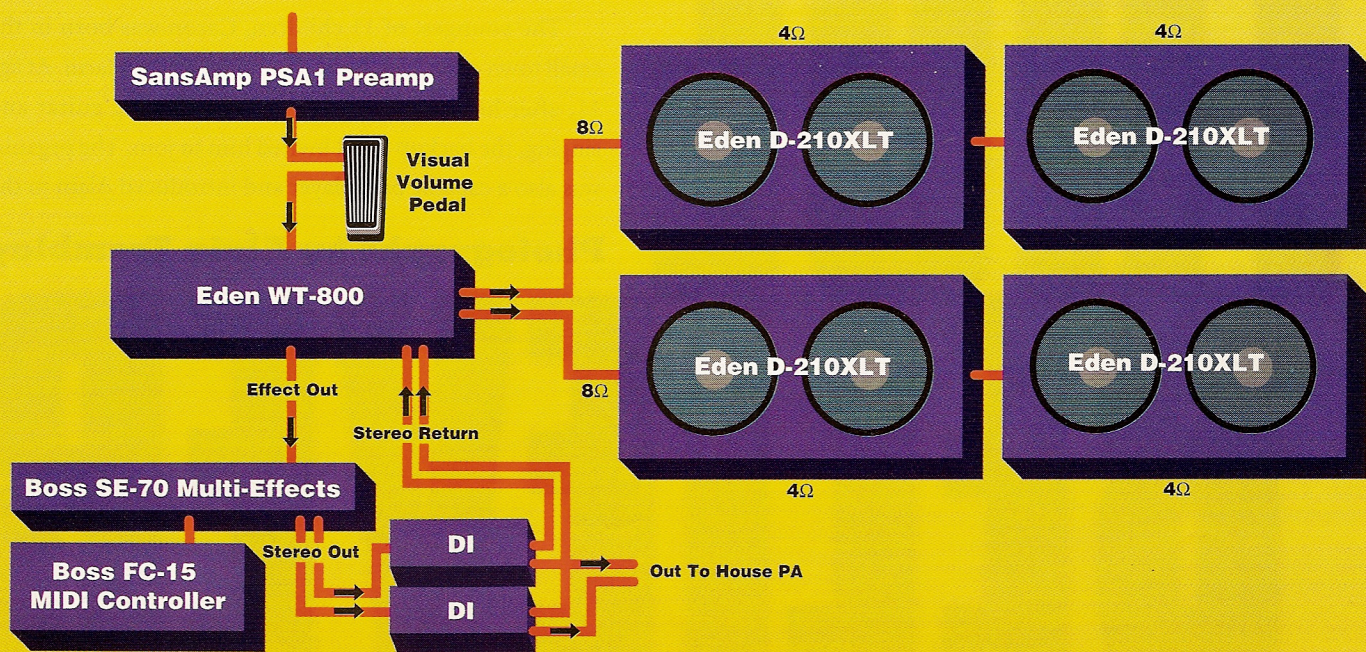 SansAmp PSA1 Preamp
Visual
Volume
Pedal
Eden WT-800
4Ω
4Ω
8Ω
Eden D-210XLT
Eden D-210XLT
8Ω
Eden D-210XLT
Eden D-210XLT
4Ω
4Ω
Effect Out
Stereo Return
Boss SE-70 Multi-Effects
Stereo Out
Boss FC-15
MIDI Controller
DI
DI
Out To House PA